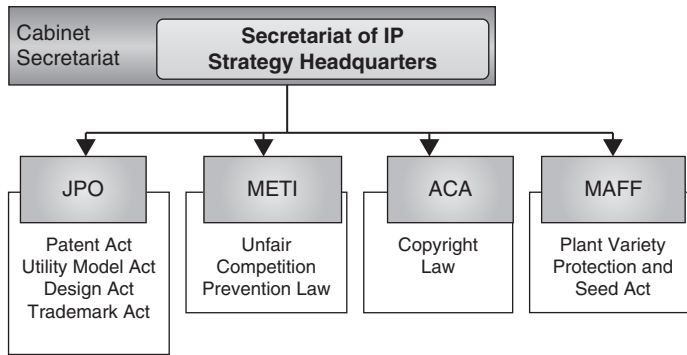 Cabinet
Secretariat
Secretariat of IP
Strategy Headquarters
JPO
METI
ACA
MAFF
Patent Act
Utility Model Act
Design Act
Trademark Act
Unfair
Competition
Prevention Law
Copyright
Law
Plant Variety
Protection and
Seed Act